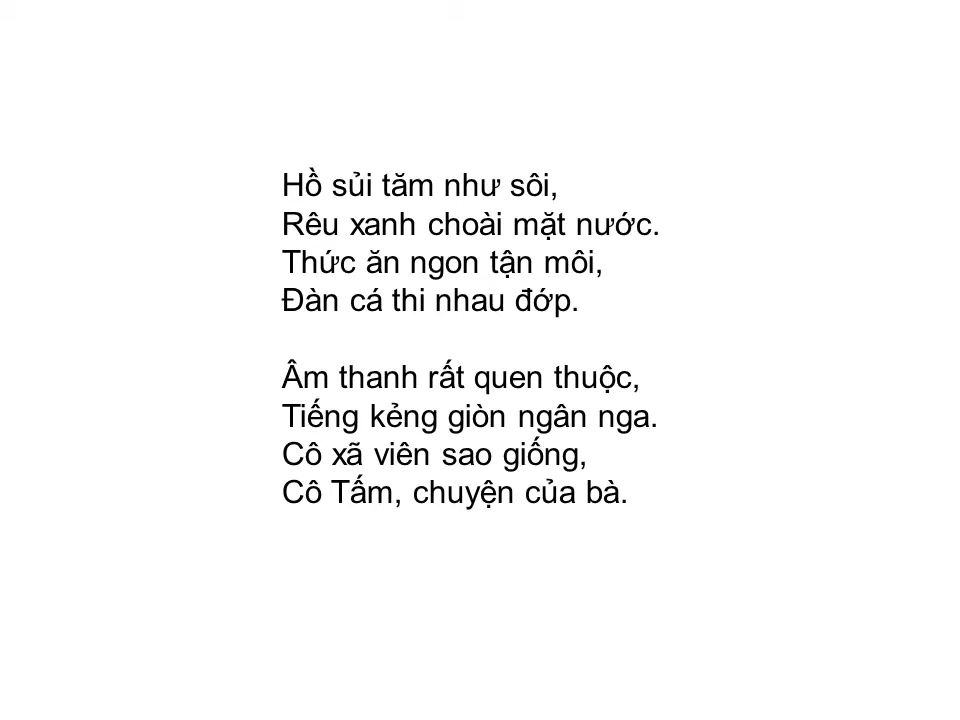 Hồ sủi tăm như sôi,
Rêu xanh choài mặt nước.
Thức ăn ngon tận môi,
Đàn cá thi nhau đớp.
Âm thanh rất quen thuộc,
Tiếng kẻng giòn ngân nga.
Cô xã viên sao giống,
Cô Tấm, chuyện của bà.